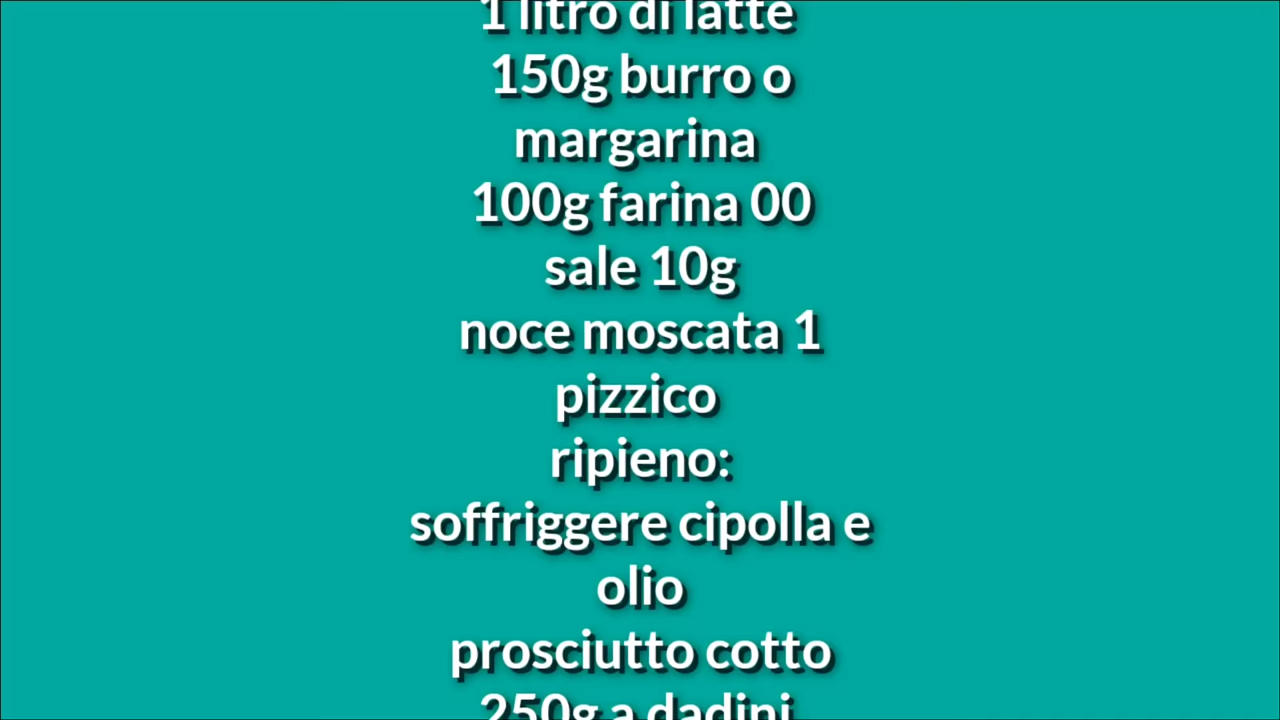 1 litro di latte
150g burro o
margarina
100g farina 00
sale 10g
noce moscata 1
pizzico
ripieno:
soffriggere cipolla e
olio
prosciutto cotto
250g a dadini